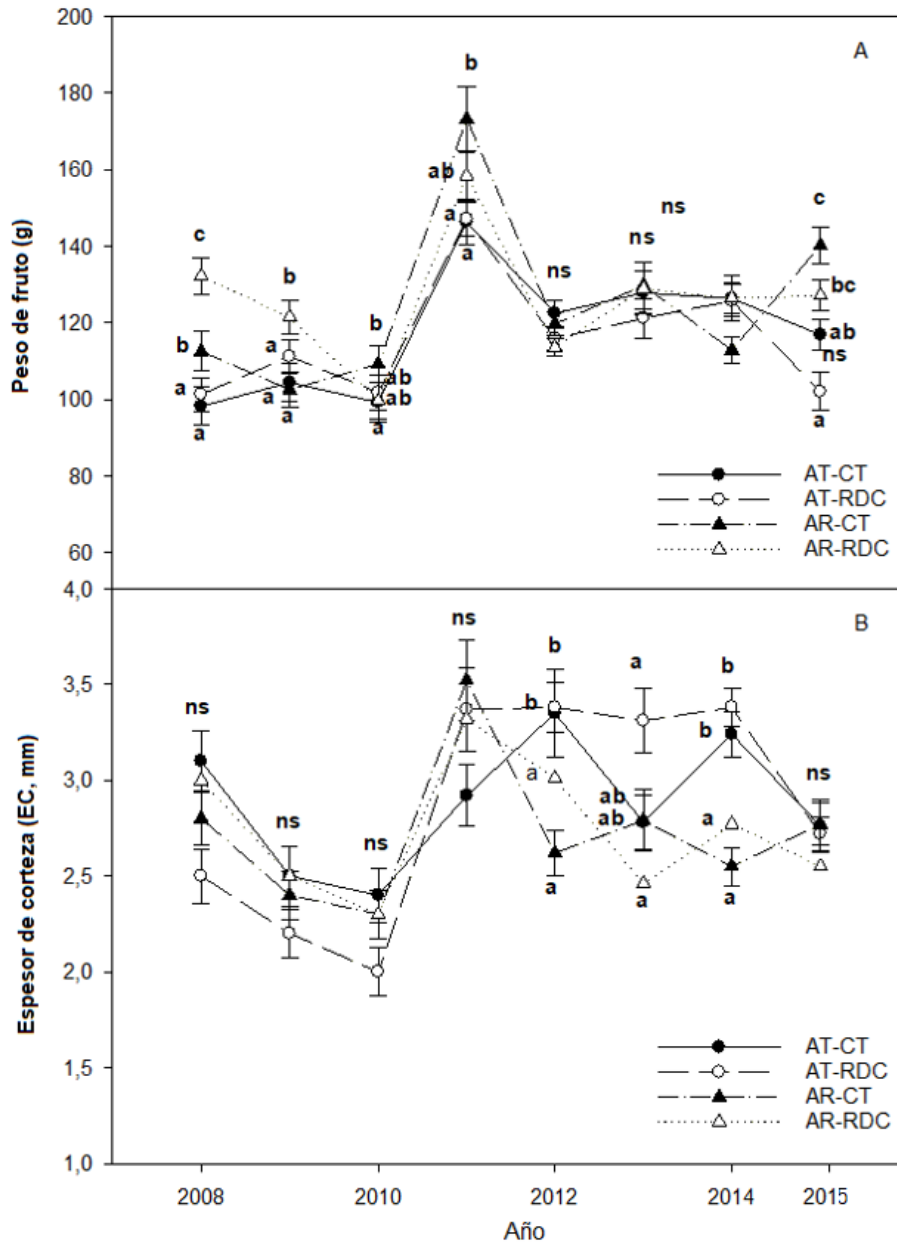 200
A
b
180
160
ab
a
ns
c
140
c
a
ns
bc
b
ns
120
b
b
a
ab
ns
ab
a
100
a
ab
a
a
a
a
80
60
AT-CT
AT-RDC
AR-CT
AR-RDC
Peso de fruto (g)
4,0
B
ns
b
a
b
3,5
ns
b
b
3,0
a
ns
ns
ab
2,5
ns
ab
a
a
a
a
2,0
1,5
1,0
AT-CT
AT-RDC
AR-CT
AR-RDC
Espesor de corteza (EC, mm)
2008
2010
2012
2014
2015
Año